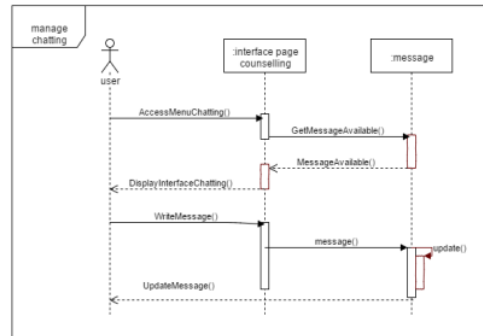 manage
chatting
:interface page
counselling
:message
user
AccessMenuChatting()
GetMessageAvailable()
MessageAvailable()
DisplayInterfaceChatting()
WriteMessage()
message()
update()
UpdateMessage()